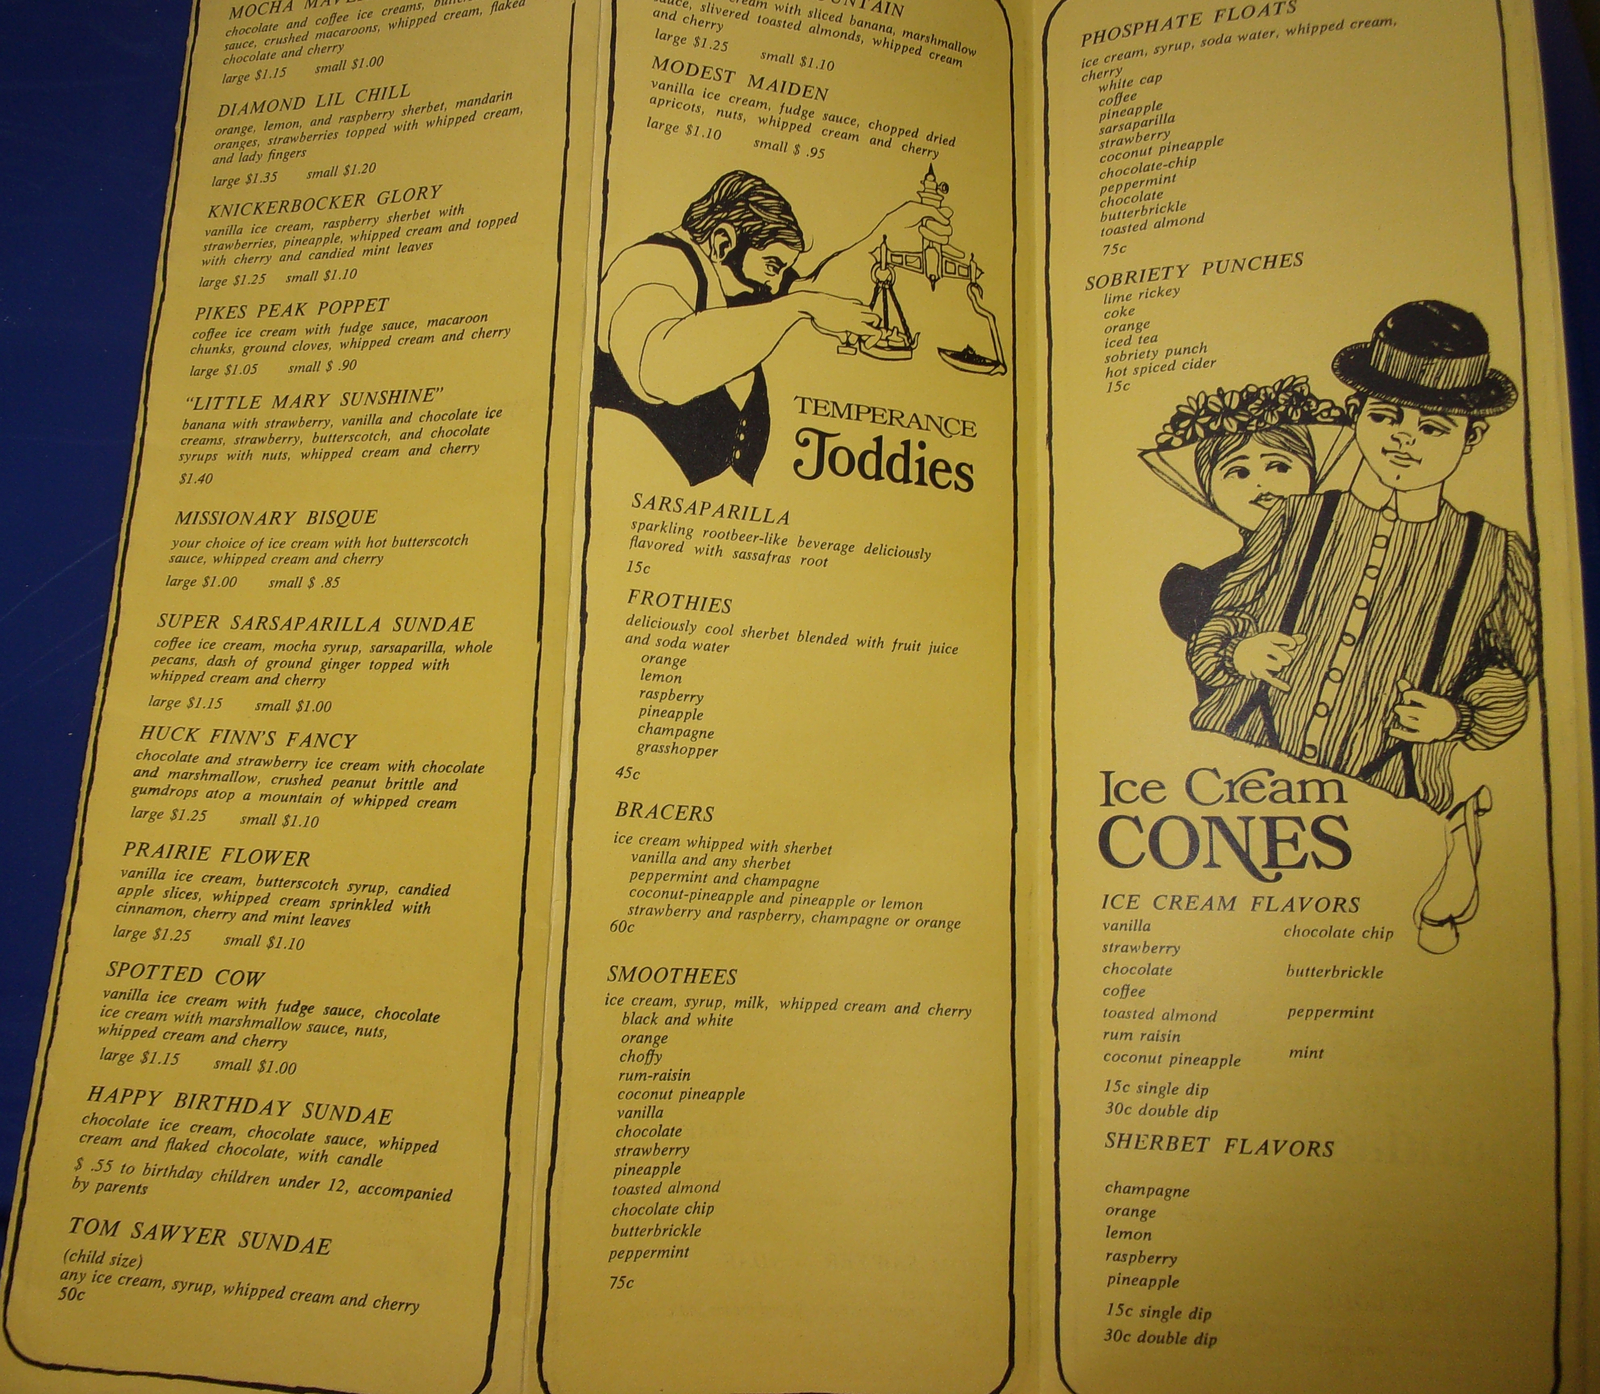 MOCHA
chocolate and coffee ice creams,
sauce, crushed macaroons, whipped cream, flaked
chocolate and cherry
large $1.15 small $1.00
DIAMOND LIL CHILL
orange, lemon, and raspberry sherbet, mandarin
oranges, strawberries topped with whipped cream,
and lady fingers
large $1.35 small $1.20
KNICKERBOCKER GLORY
vanilla ice cream, raspberry sherbet with
strawberries, pineapple, whipped cream and topped
with cherry and candied mint leaves
large $1.25 small $1.10
PIKES PEAK POPPET
coffee ice cream with fudge sauce, macaroon
chunks, ground cloves, whipped cream and cherry
large $1.05 small $ .90
"LITTLE MARY SUNSHINE"
banana with strawberry, vanilla and chocolate ice
creams, strawberry, butterscotch, and chocolate
syrups with nuts, whipped cream and cherry
$1.40
MISSIONARY BISQUE
your choice of ice cream with hot butterscotch
sauce, whipped cream and cherry
large $1.00 small $ .85
SUPER SARSAPARILLA SUNDAE
coffee ice cream, mocha syrup, sarsaparilla, whole
pecans, dash of ground ginger topped with
whipped cream and cherry
large $1.15 small $1.00
HUCK FINN'S FANCY
chocolate and strawberry ice cream with chocolate
and marshmallow, crushed peanut brittle and
gumdrops atop a mountain of whipped cream
large $1.25 small $1.10
PRAIRIE FLOWER
vanilla ice cream, butterscotch syrup, candied
apple slices, whipped cream sprinkled with
cinnamon, cherry and mint leaves
large $1.25 small $1.10
SPOTTED COW
vanilla ice cream with fudge sauce, chocolate
ice cream with marshmallow sauce, nuts,
whipped cream and cherry
large $1.15 small $1.00
HAPPY BIRTHDAY SUNDAE
chocolate ice cream, chocolate sauce, whipped
cream and flaked chocolate, with candle
$ .55 to birthday children under 12, accompanied
by parents
TOM SAWYER SUNDAE
(child size)
any ice cream, syrup, whipped cream and cherry
50c
cream with sliced banana, marshmallow
sauce, slivered toasted almonds, whipped cream
and cherry
large $1.25 small $1.10
MODEST MAIDEN
vanilla ice cream, fudge sauce, chopped dried
apricots, nuts, whipped cream and cherry
large $1.10 small $ .95
TEMPERANCE
Toddies
SARSAPARILLA
sparkling rootbeer-like beverage deliciously
flavored with sassafras root
15c
FROTHIES
deliciously cool sherbet blended with fruit juice
and soda water
orange
lemon
raspberry
pineapple
champagne
grasshopper
45c
BRACERS
ice cream whipped with sherbet
vanilla and any sherbet
peppermint and champagne
coconut-pineapple and pineapple or lemon
strawberry and raspberry, champagne or orange
60c
SMOOTHEES
ice cream, syrup, milk, whipped cream and cherry
black and white
orange
choffy
rum-raisin
coconut pineapple
vanilla
chocolate
strawberry
pineapple
toasted almond
chocolate chip
butterbrickle
peppermint
75c
PHOSPHATE FLOATS
ice cream, syrup, soda water, whipped cream,
cherry
white cap
coffee
pineapple
sarsaparilla
strawberry
coconut pineapple
chocolate-chip
peppermint
chocolate
butterbrickle
toasted almond
75c
SOBRIETY PUNCHES
lime rickey
coke
orange
iced tea
sobriety punch
hot spiced cider
15c
Ice Cream
CONES
ICE CREAM FLAVORS
vanilla chocolate chip
strawberry
chocolate butterbrickle
coffee
toasted almond peppermint
rum raisin
coconut pineapple mint
15c single dip
30c double dip
SHERBET FLAVORS
champagne
orange
lemon
raspberry
pineapple
15c single dip
30c double dip